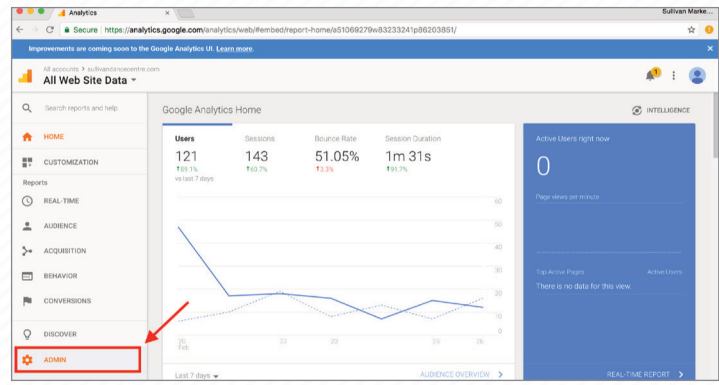 Analytics
Sullivan Marke...
Secure https://analytics.google.com/analytics/web/#embed/report-home/a51069279w83233241p86203851/
Improvements are coming soon to the Google Analytics UI. Learn more.
All accounts > sullivandancecentre.com
All Web Site Data
1
Search reports and help
Google Analytics Home
INTELLIGENCE
HOME
CUSTOMIZATION
Reports
REAL-TIME
AUDIENCE
ACQUISITION
BEHAVIOR
CONVERSIONS
DISCOVER
ADMIN
Users Sessions Bounce Rate Session Duration
121 143 51.05% 1m 31s
vs last 7 days
60
50
40
30
20
10
0
20
Feb
Last 7 days
AUDIENCE OVERVIEW
Active Users right now
0
Page views per minute
Top Active Pages Active Users
There is no data for this view.
REAL-TIME REPORT